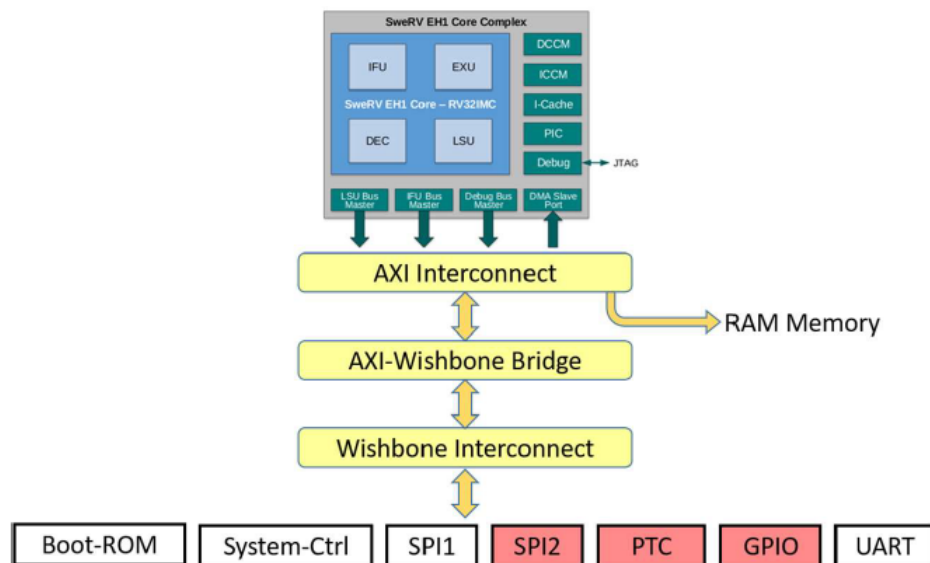 SweRV EH1 Core Complex
IFU
EXU
SweRV EH1 Core – RV32IMC
DEC
LSU
DCCM
ICCM
I-Cache
PIC
Debug
JTAG
LSU Bus
Master
IFU Bus
Master
Debug Bus
Master
DMA Slave
Port
AXI Interconnect
RAM Memory
AXI-Wishbone Bridge
Wishbone Interconnect
Boot-ROM
System-Ctrl
SPI1
SPI2
PTC
GPIO
UART